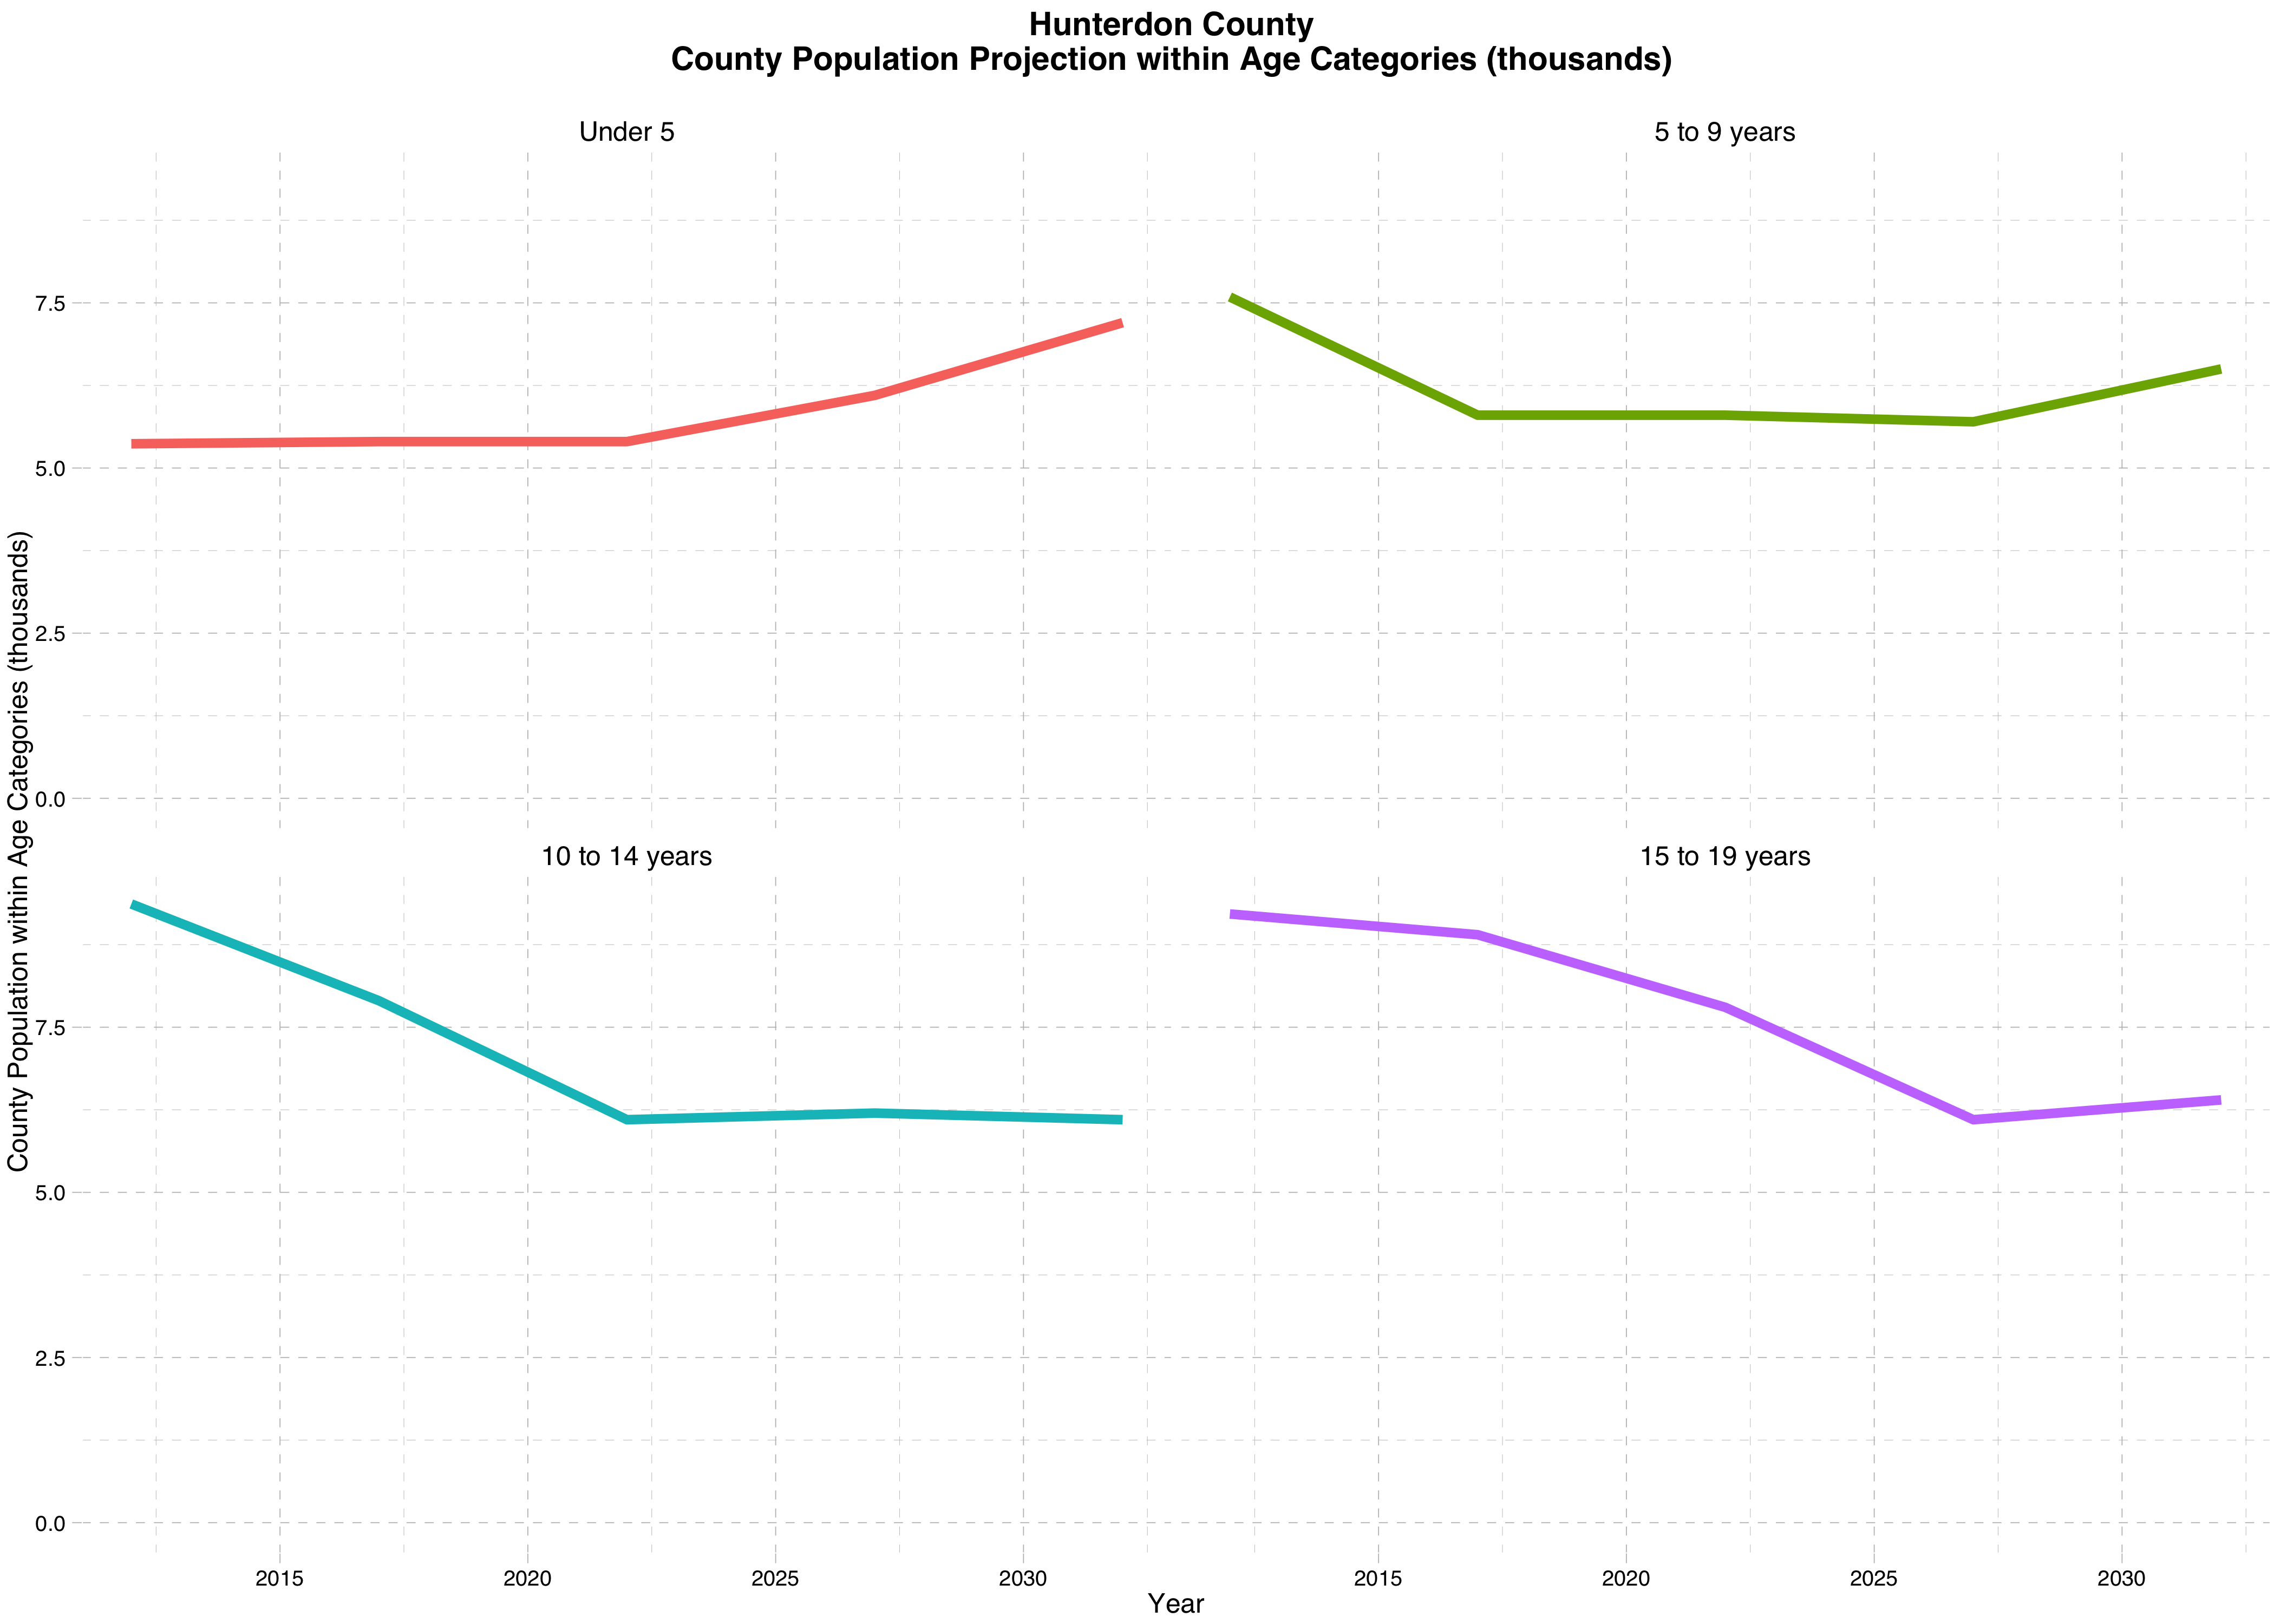 Hunterdon County
County Population Projection within Age Categories (thousands)
Under 5
5 to 9 years
7.5
5.0
2.5
0.0
County Population within Age Categories (thousands)
10 to 14 years
15 to 19 years
7.5
5.0
2.5
0.0
2015 2020 2025 2030 2015 2020 2025 2030
Year